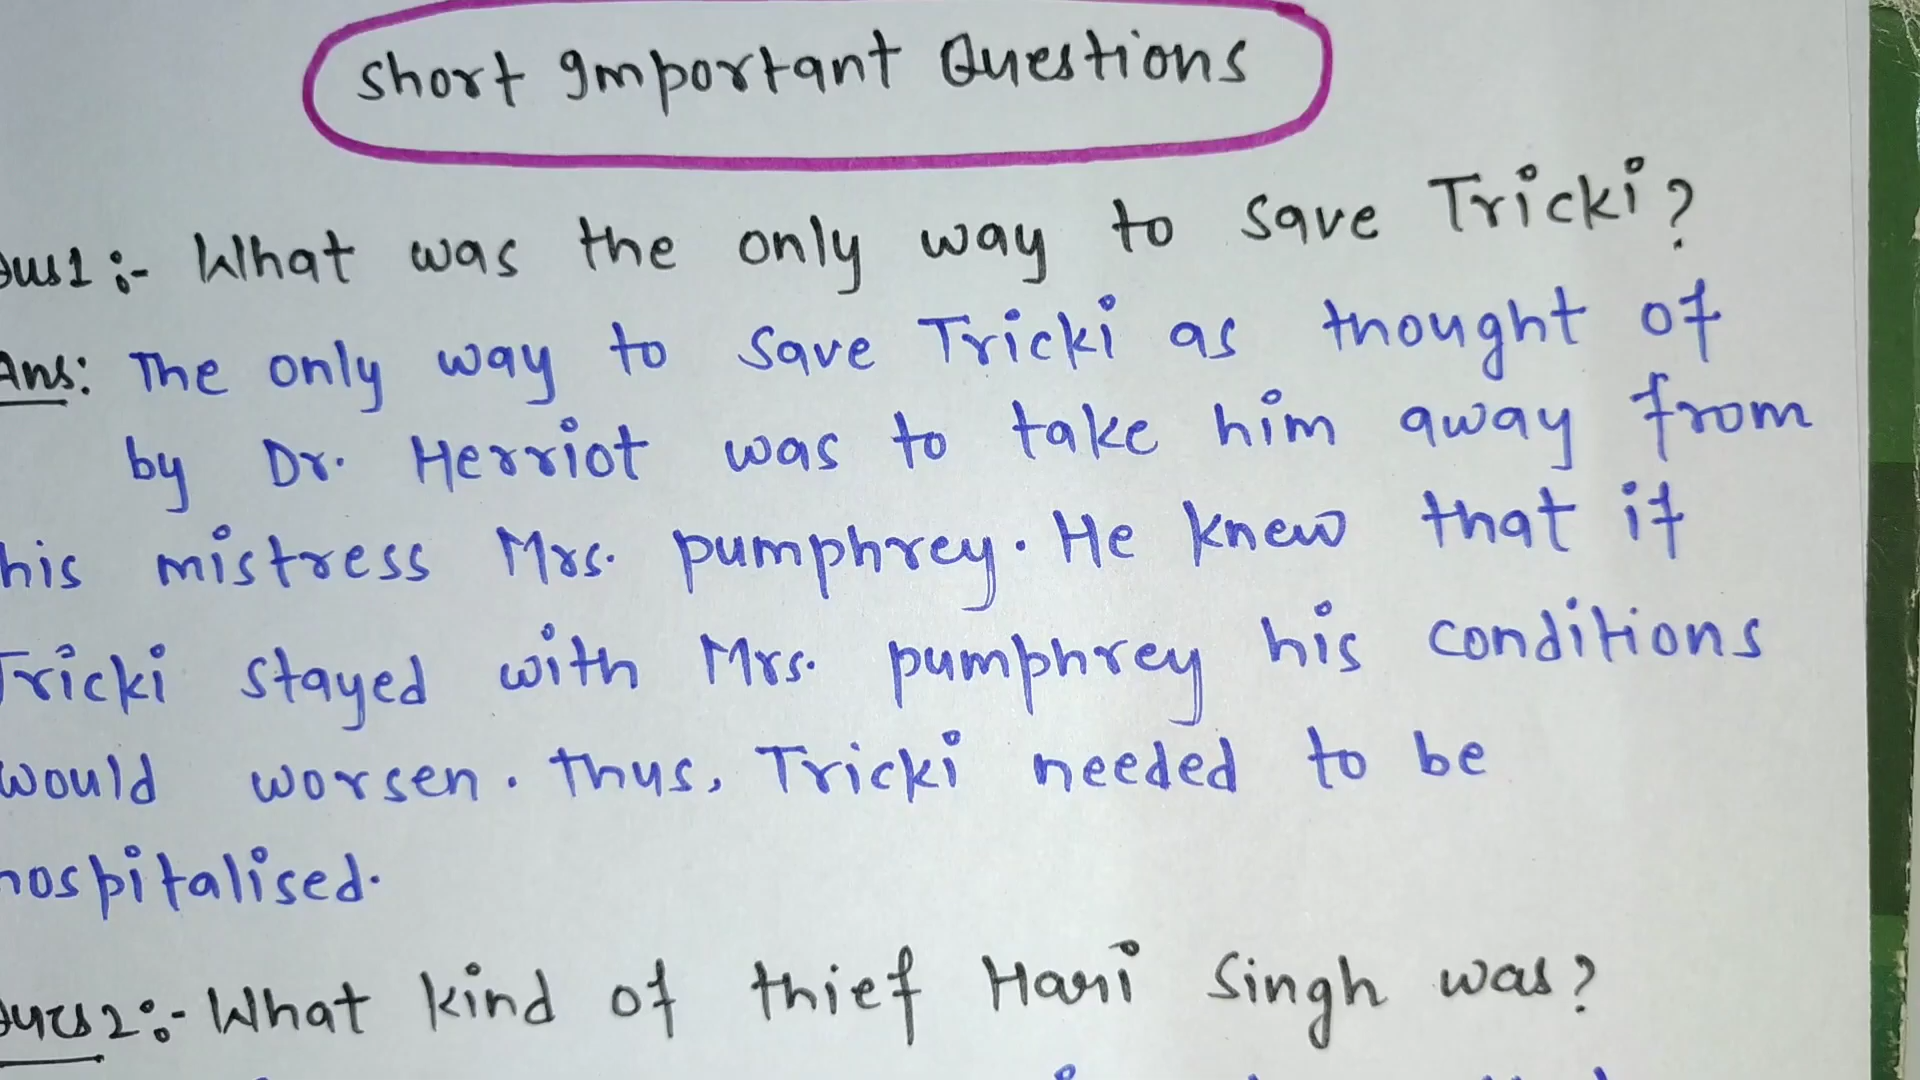 Short Important Questions
Ques1:- What was the only way to save Tricki?
Ans: The only way to save Tricki as thought of
by Dr. Herriot was to take him away from
his mistress Mrs. pumphrey. He knew that if
Tricki stayed with Mrs. pumphrey his conditions
would worsen. thus, Tricki needed to be
hospitalised.
Ques2:- What kind of thief Hari Singh was?